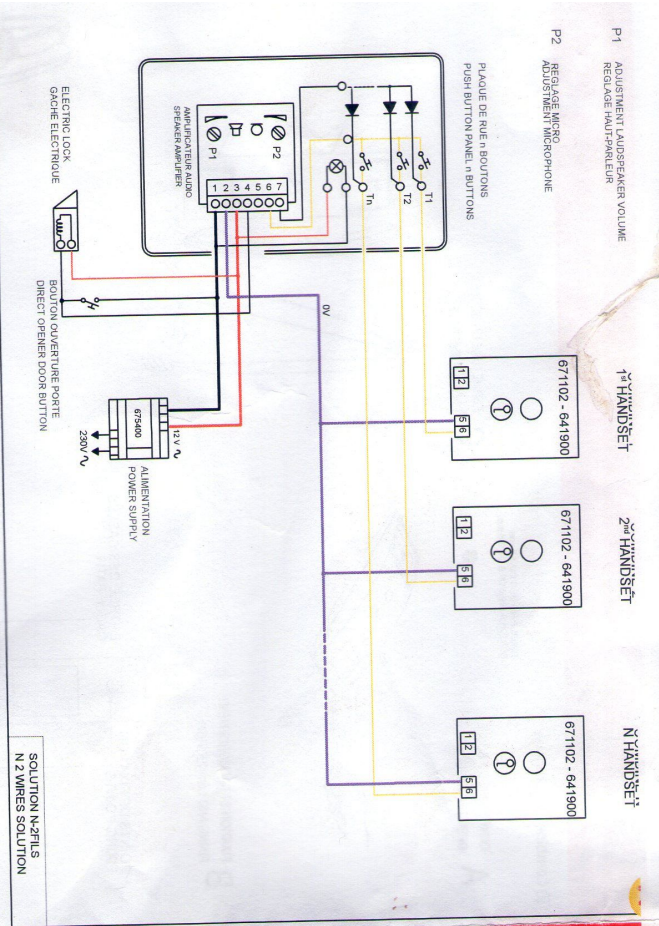 P1 ADJUSTMENT LAUDSPEAKER VOLUME
REGLAGE HAUT-PARLEUR
P2 REGLAGE MICRO
ADJUSTMENT MICROPHONE
1st HANDSET
2nd HANDSET
N HANDSET
671102 - 641900
1 2
5 6
671102 - 641900
1 2
5 6
671102 - 641900
1 2
5 6
PLAQUE DE RUE n BOUTONS
PUSH BUTTON PANEL n BUTTONS
T1
T2
Tn
P2
P1
1 2 3 4 5 6 7
AMPLIFICATEUR AUDIO
SPEAKER AMPLIFIER
0V
ELECTRIC LOCK
GACHE ELECTRIQUE
BOUTON OUVERTURE PORTE
DIRECT OPENER DOOR BUTTON
12 V ∿
675400
230V ∿
ALIMENTATION
POWER SUPPLY
SOLUTION N-2FILS
N 2 WIRES SOLUTION